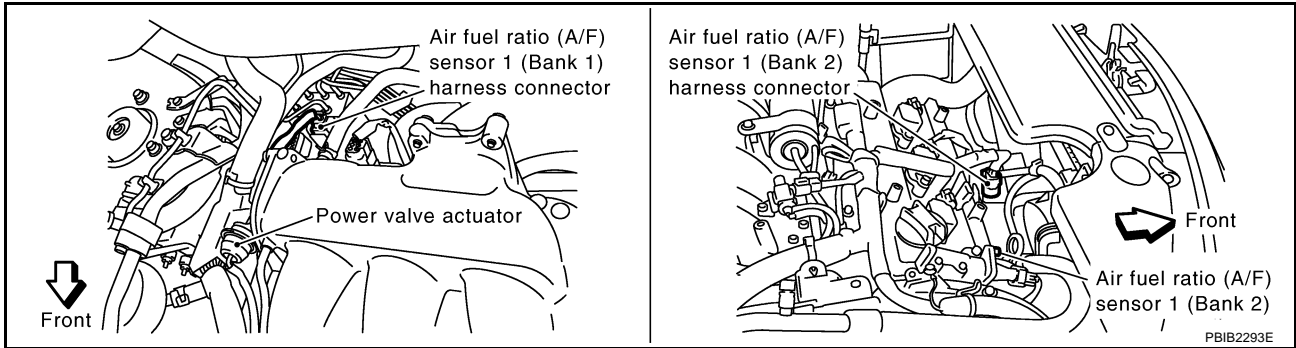 Air fuel ratio (A/F)
sensor 1 (Bank 1)
harness connector
Power valve actuator
Front
Air fuel ratio (A/F)
sensor 1 (Bank 2)
harness connector
Front
Air fuel ratio (A/F)
sensor 1 (Bank 2)
PBIB2293E